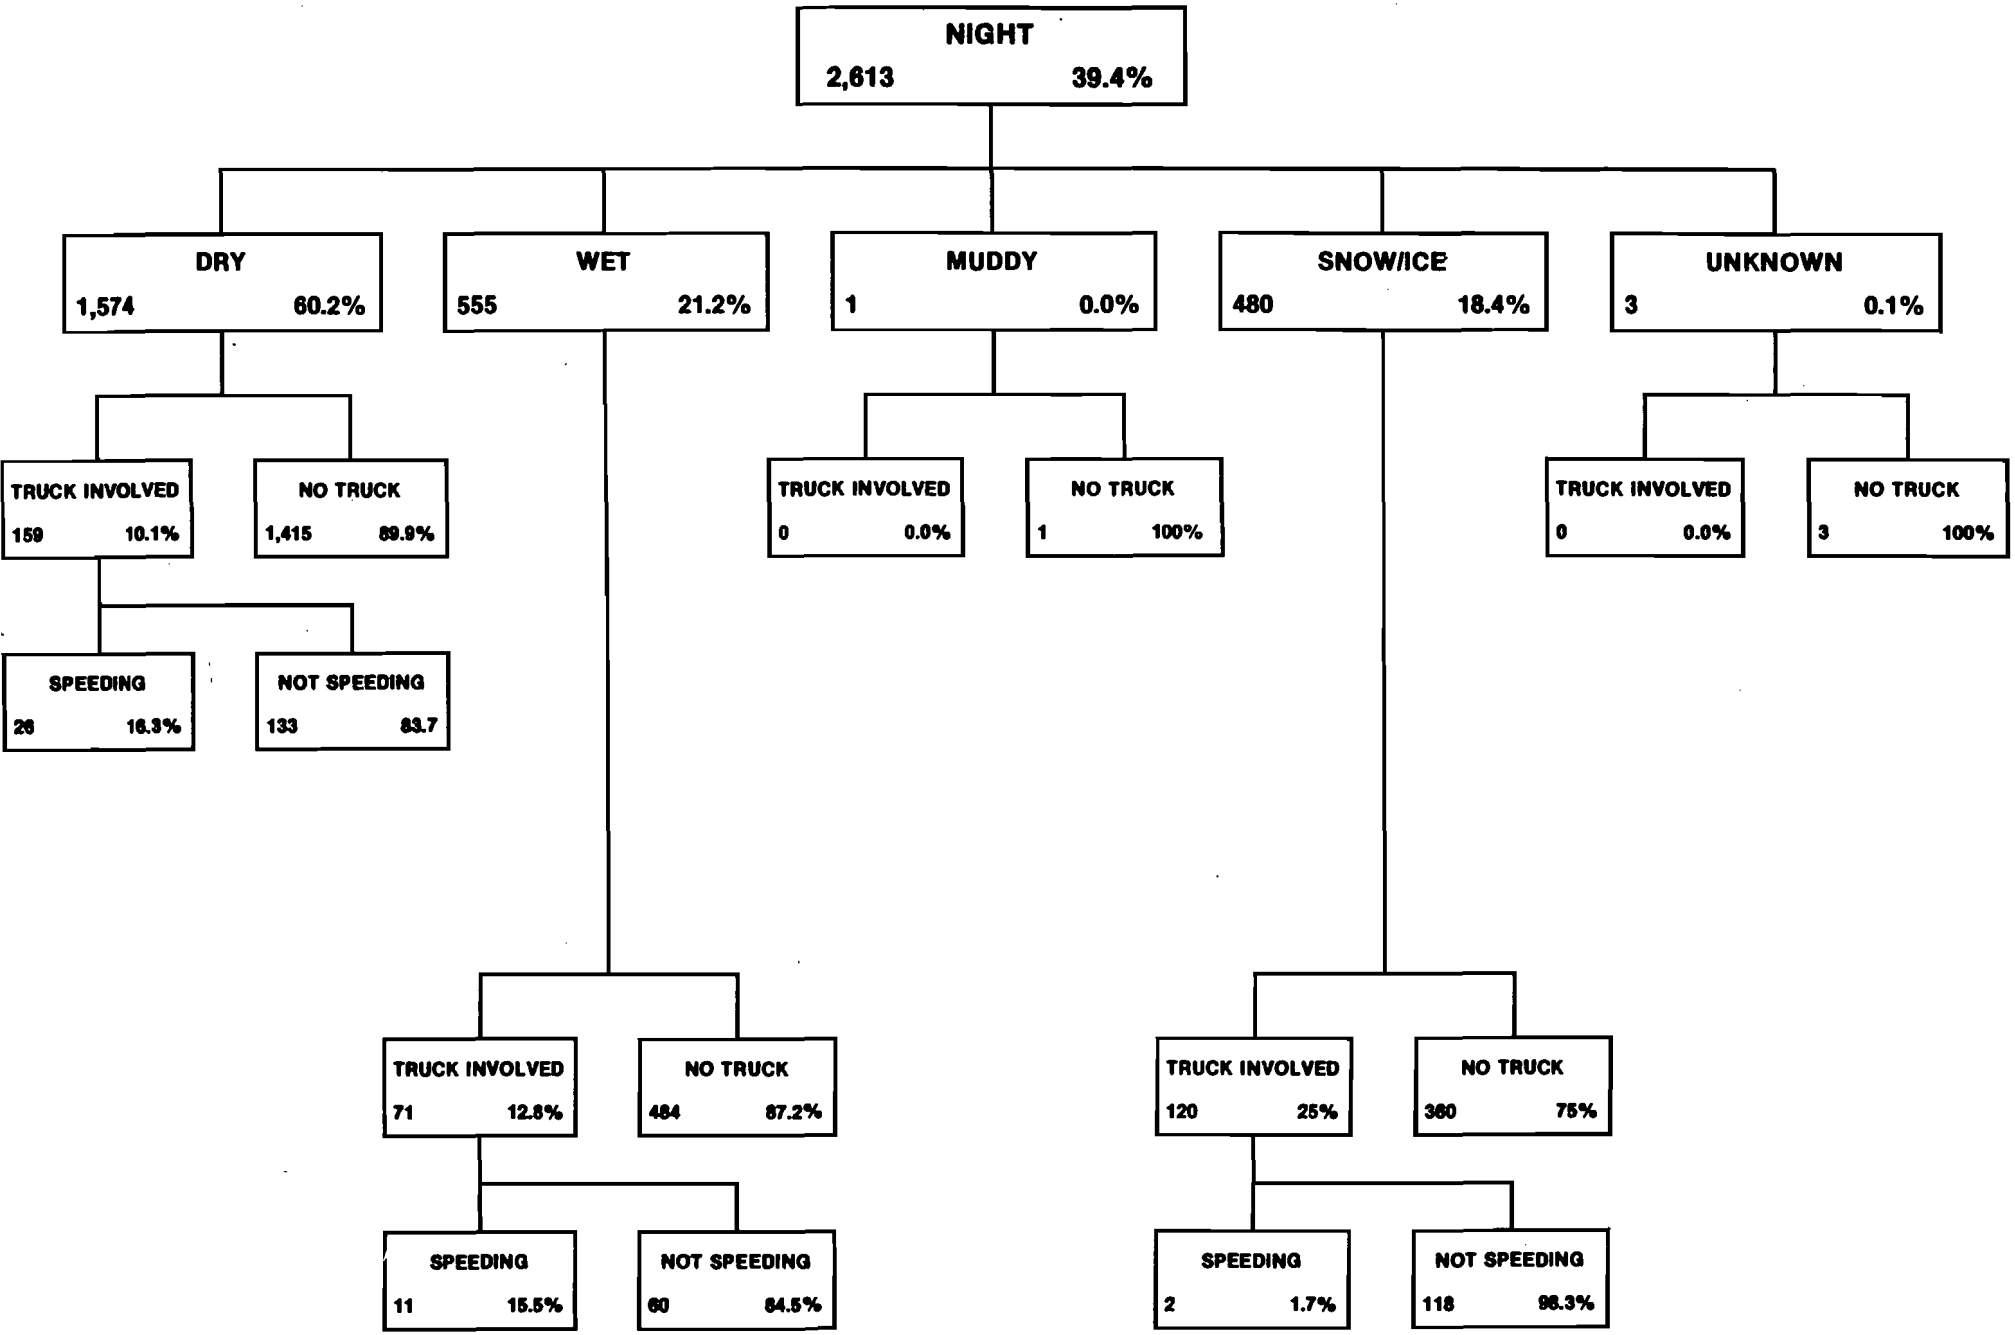 NIGHT
2,613 39.4%
DRY WET MUDDY SNOW/ICE UNKNOWN
1,574 60.2% 555 21.2% 1 0.0% 480 18.4% 3 0.1%
TRUCK INVOLVED NO TRUCK TRUCK INVOLVED NO TRUCK TRUCK INVOLVED NO TRUCK
159 10.1% 1,415 89.9% 0 0.0% 1 100% 0 0.0% 3 100%
SPEEDING NOT SPEEDING
26 16.3% 133 83.7
TRUCK INVOLVED NO TRUCK TRUCK INVOLVED NO TRUCK
71 12.8% 484 87.2% 120 25% 360 75%
SPEEDING NOT SPEEDING SPEEDING NOT SPEEDING
11 15.5% 60 84.5% 2 1.7% 118 98.3%